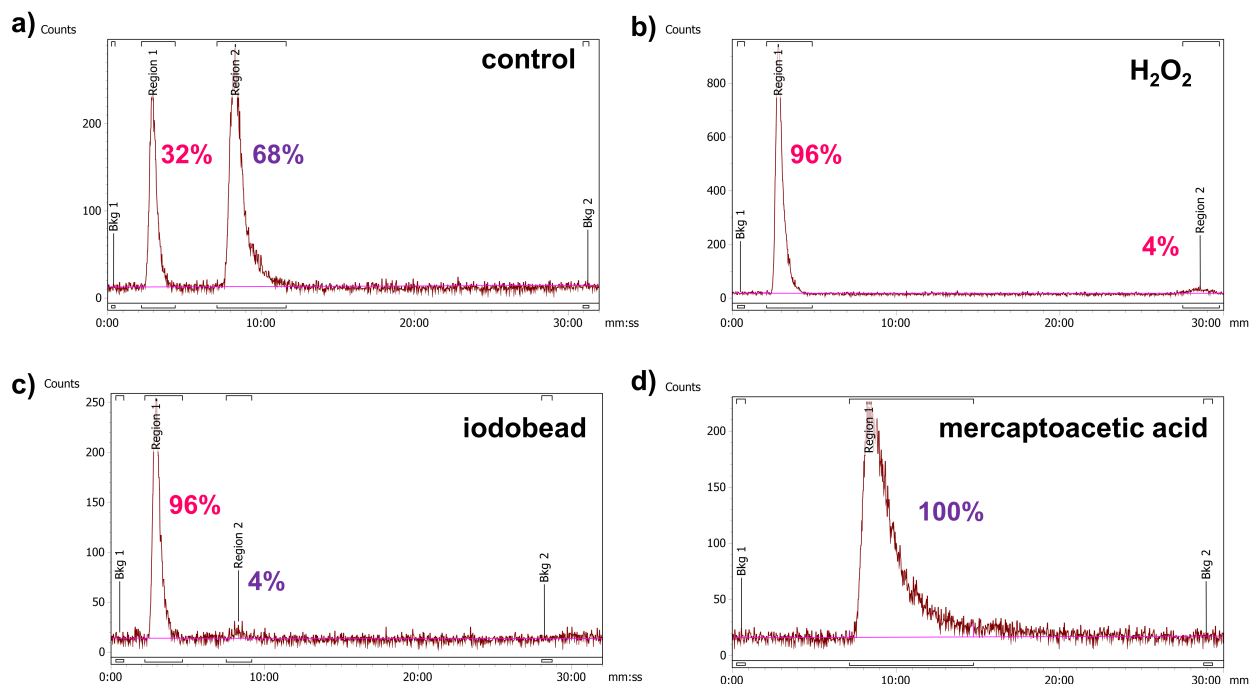 a)
Counts
control
Region 1
Region 2
32%
68%
Bkg 1
Bkg 2
200
100
0
0:00
10:00
20:00
30:00
mm:ss
b)
Counts
H₂O₂
Region 1
96%
4%
Bkg 1
Region 2
800
600
400
200
0
0:00
10:00
20:00
30:00
mm
c)
Counts
iodobead
Region 1
96%
Region 2
4%
Bkg 1
Bkg 2
250
200
150
100
50
0
0:00
10:00
20:00
30:00
mm:ss
d)
Counts
mercaptoacetic acid
Region 1
100%
Bkg 1
Bkg 2
200
150
100
50
0
0:00
10:00
20:00
30:00
mm